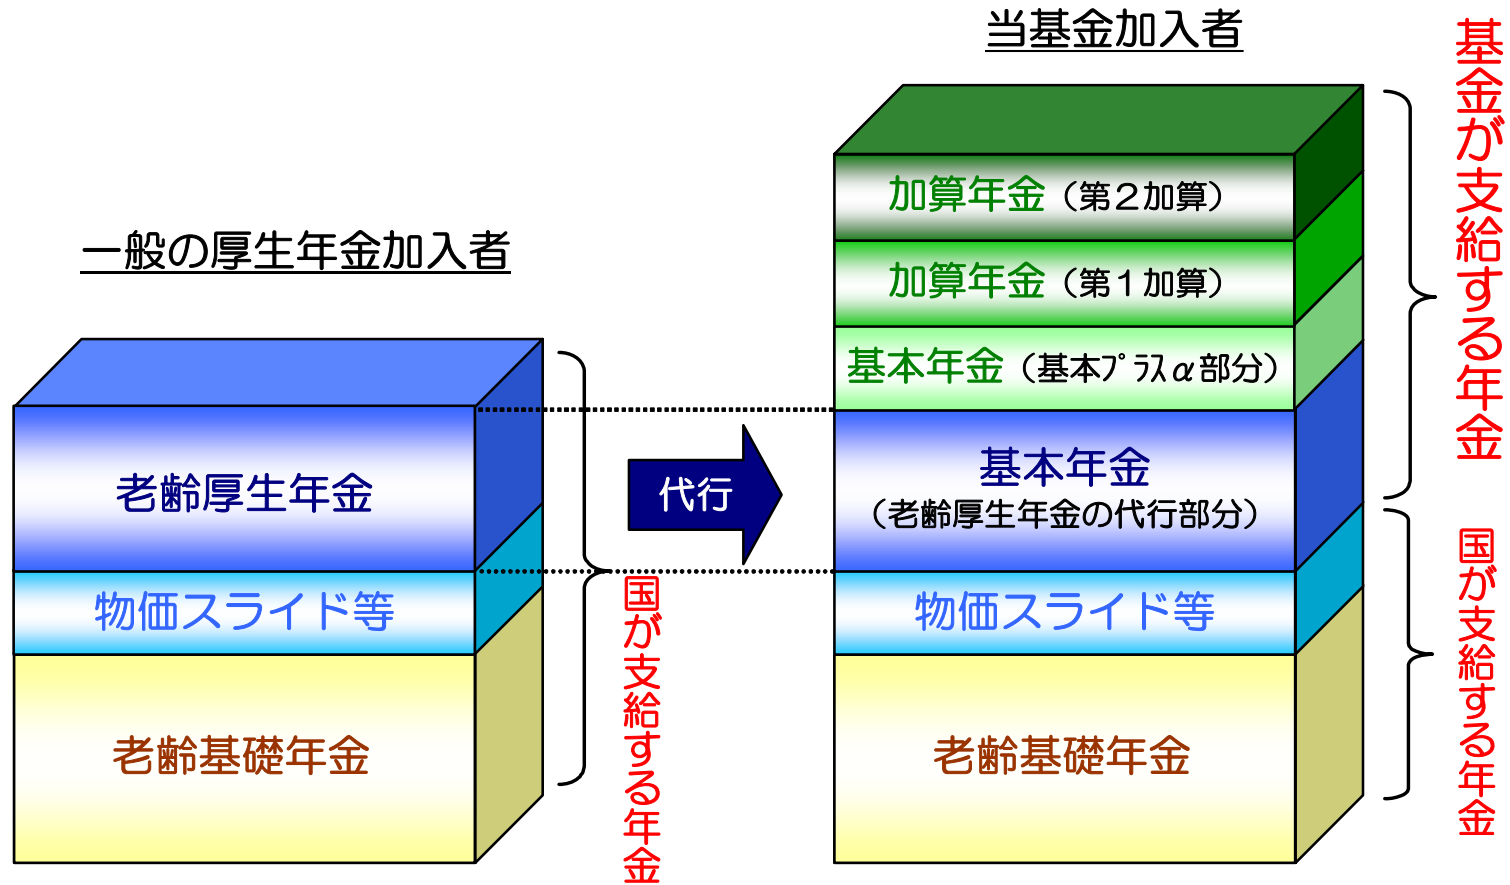 当基金加入者
一般の厚生年金加入者
老齢厚生年金
物価スライド等
老齢基礎年金
国が支給する年金
代行
加算年金（第２加算）
加算年金（第１加算）
基本年金（基本ﾌﾟﾗｽα部分）
基本年金
（老齢厚生年金の代行部分）
物価スライド等
老齢基礎年金
基金が支給する年金
国が支給する年金